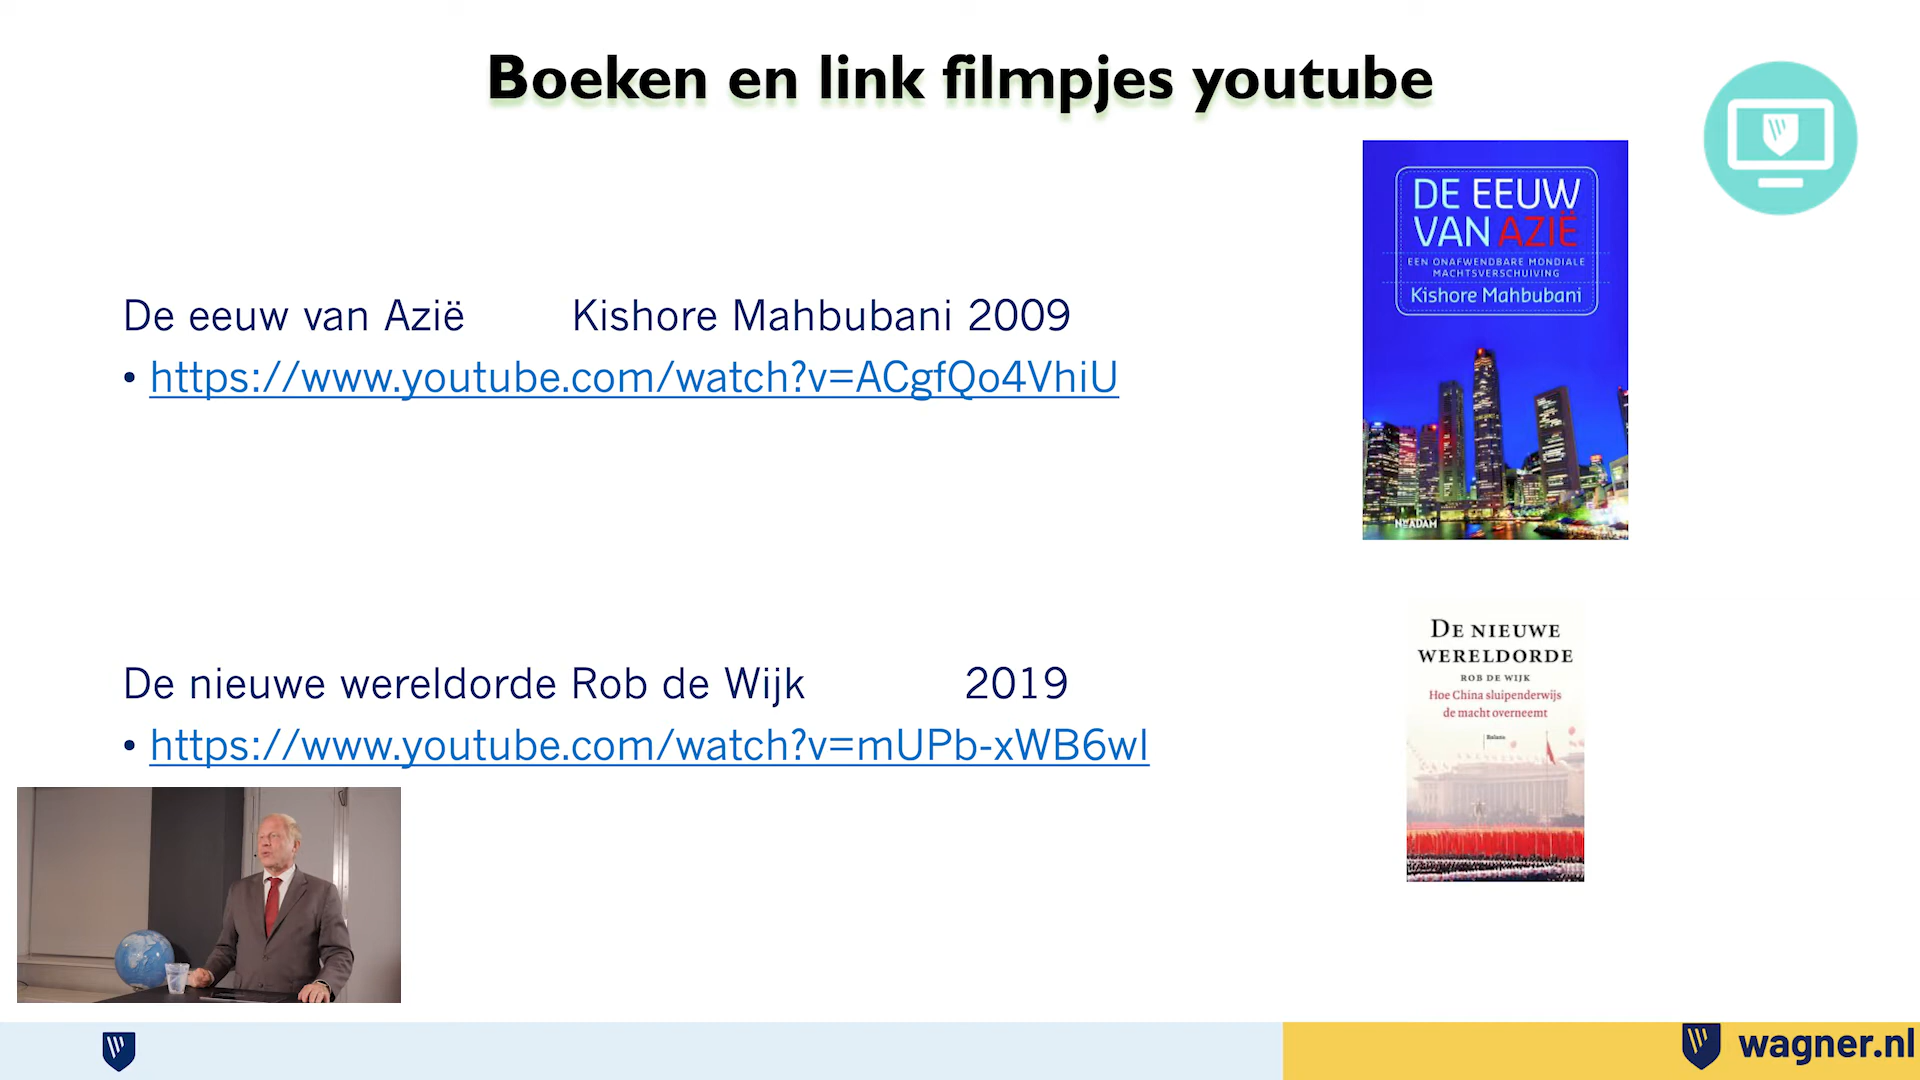 Boeken en link filmpjes youtube
De eeuw van Azië Kishore Mahbubani 2009
• https://www.youtube.com/watch?v=ACgfQo4VhiU
DE EEUW
VAN AZIË
EEN ONAFWENDBARE MONDIALE
MACHTSVERSCHUIVING
Kishore Mahbubani
De nieuwe wereldorde Rob de Wijk 2019
• https://www.youtube.com/watch?v=mUPb-xWB6wI
DE NIEUWE
WERELDORDE
ROB DE WIJK
Hoe China sluipenderwijs
de macht overneemt
Balans
wagner.nl